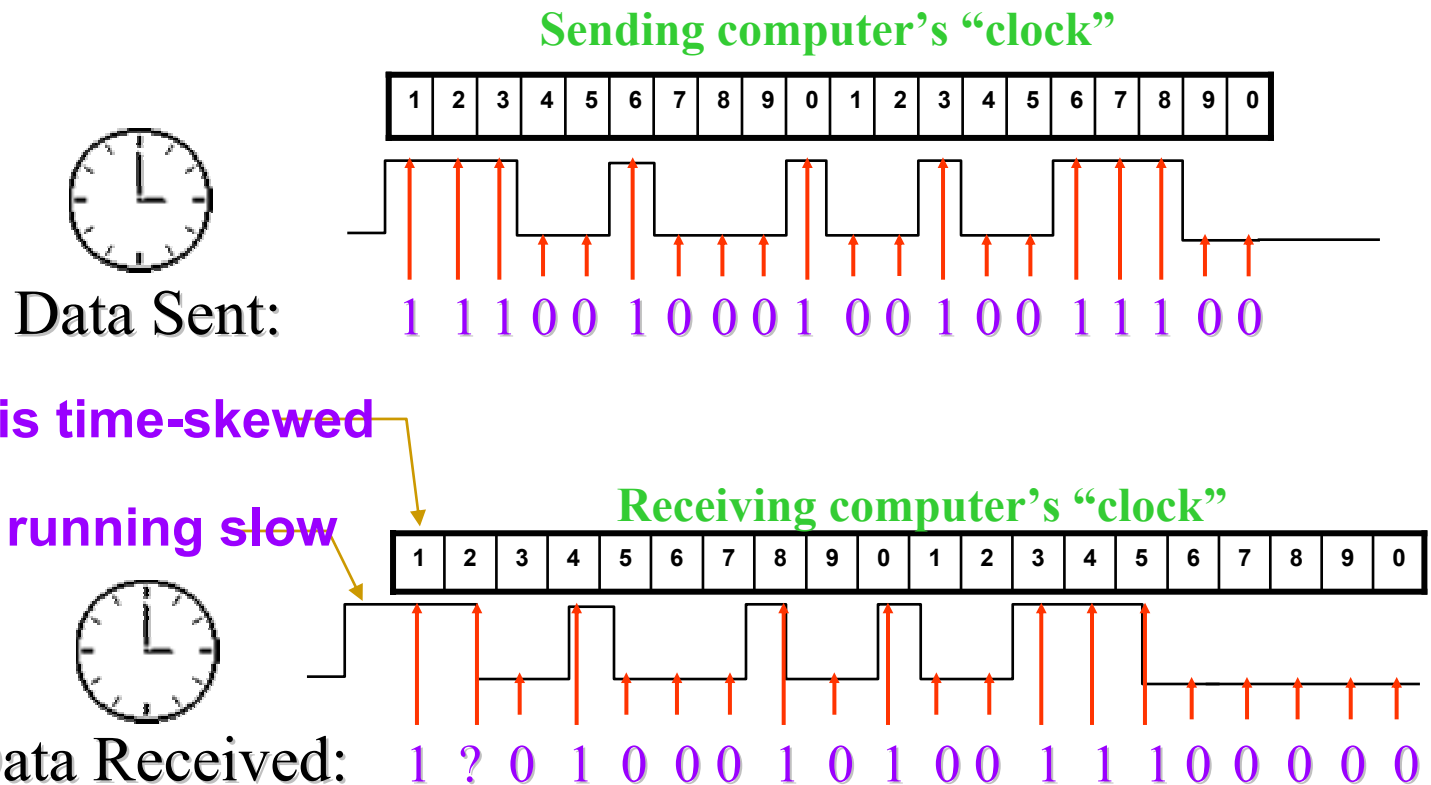 Sending computer’s “clock”
1 2 3 4 5 6 7 8 9 0 1 2 3 4 5 6 7 8 9 0
Data Sent: 1 1 1 0 0 1 0 0 0 1 0 0 1 0 0 1 1 1 0 0
is time-skewed
running slow
Receiving computer’s “clock”
1 2 3 4 5 6 7 8 9 0 1 2 3 4 5 6 7 8 9 0
ata Received: 1 ? 0 1 0 0 0 1 0 1 0 0 1 1 1 0 0 0 0 0